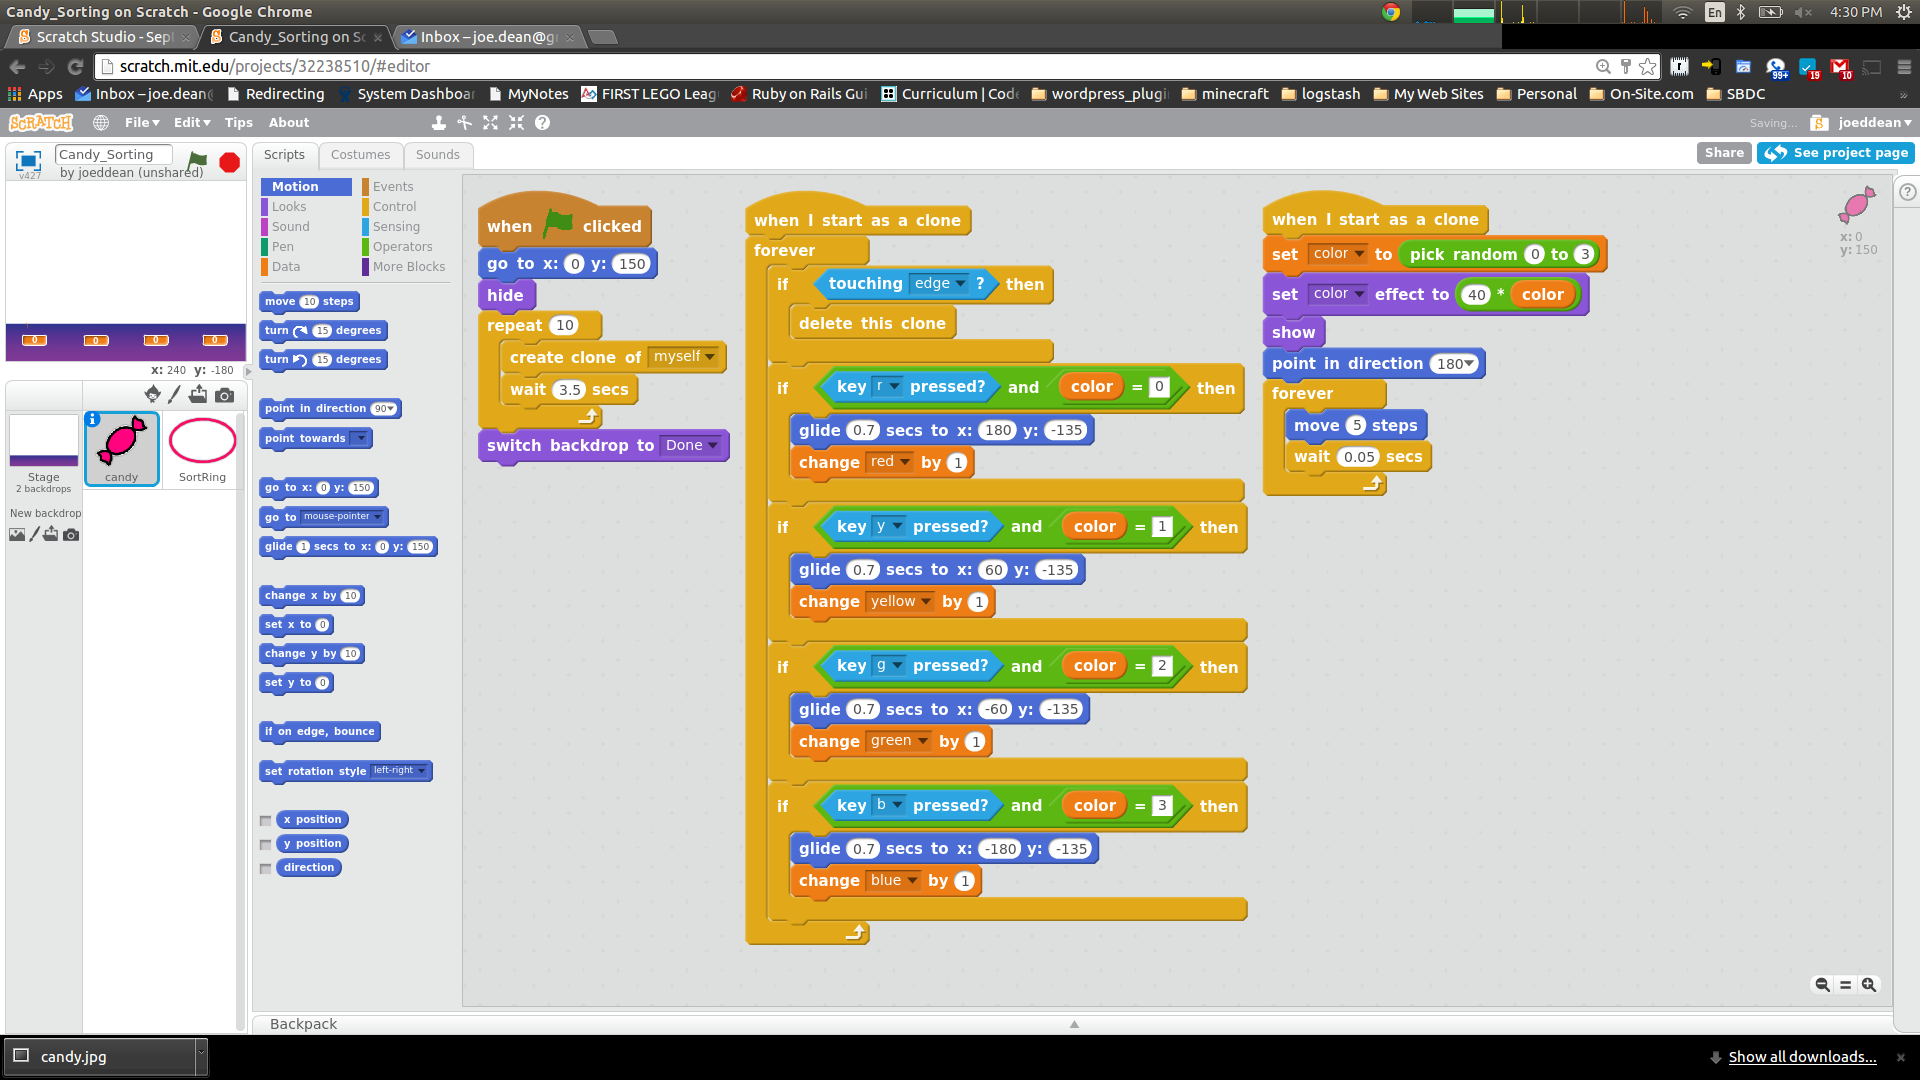 Candy_Sorting on Scratch - Google Chrome
En
4:30 PM
Scratch Studio - Sep
Candy_Sorting on Sc
Inbox – joe.dean@g
scratch.mit.edu/projects/32238510/#editor
99+
19
10
Apps
Inbox – joe.dean
Redirecting
System Dashboar
MyNotes
FIRST LEGO Leag
Ruby on Rails Gui
Curriculum | Code
wordpress_plugi
minecraft
logstash
My Web Sites
Personal
On-Site.com
SBDC
»
SCRATCH
File
Edit
Tips
About
Saving...
joeddean
v427
Candy_Sorting
by joeddean (unshared)
0
0
0
0
x: 240 y: -180
Stage
2 backdrops
New backdrop
candy
SortRing
Scripts
Costumes
Sounds
Share
See project page
Motion
Looks
Sound
Pen
Data
Events
Control
Sensing
Operators
More Blocks
move 10 steps
turn 15 degrees
turn 15 degrees
point in direction 90
point towards
go to x: 0 y: 150
go to mouse-pointer
glide 1 secs to x: 0 y: 150
change x by 10
set x to 0
change y by 10
set y to 0
if on edge, bounce
set rotation style left-right
x position
y position
direction
when clicked
go to x: 0 y: 150
hide
repeat 10
create clone of myself
wait 3.5 secs
switch backdrop to Done
when I start as a clone
forever
if touching edge ? then
delete this clone
if key r pressed? and color = 0 then
glide 0.7 secs to x: 180 y: -135
change red by 1
if key y pressed? and color = 1 then
glide 0.7 secs to x: 60 y: -135
change yellow by 1
if key g pressed? and color = 2 then
glide 0.7 secs to x: -60 y: -135
change green by 1
if key b pressed? and color = 3 then
glide 0.7 secs to x: -180 y: -135
change blue by 1
when I start as a clone
set color to pick random 0 to 3
set color effect to 40 * color
show
point in direction 180
forever
move 5 steps
wait 0.05 secs
x: 0
y: 150
Backpack
candy.jpg
Show all downloads...